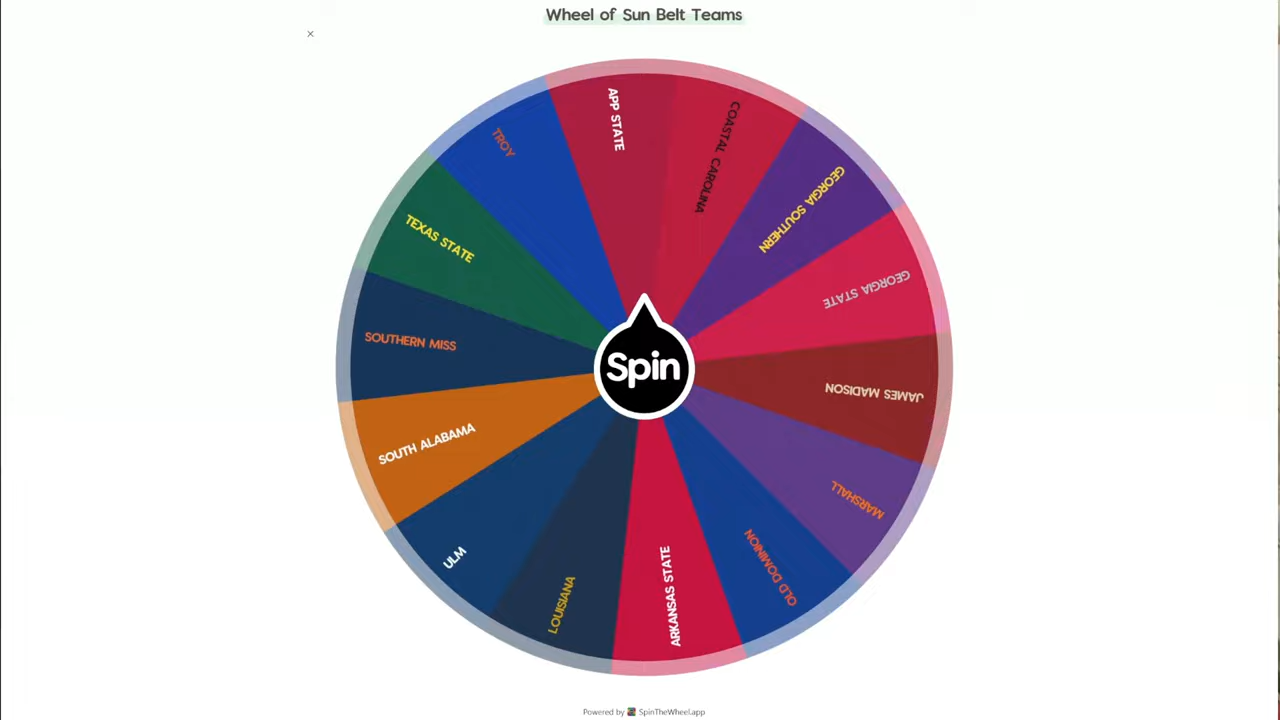 Wheel of Sun Belt Teams
×
APP STATE
COASTAL CAROLINA
GEORGIA SOUTHERN
GEORGIA STATE
JAMES MADISON
MARSHALL
OLD DOMINION
ARKANSAS STATE
LOUISIANA
ULM
SOUTH ALABAMA
SOUTHERN MISS
TEXAS STATE
TROY
Spin
Powered by SpinTheWheel.app